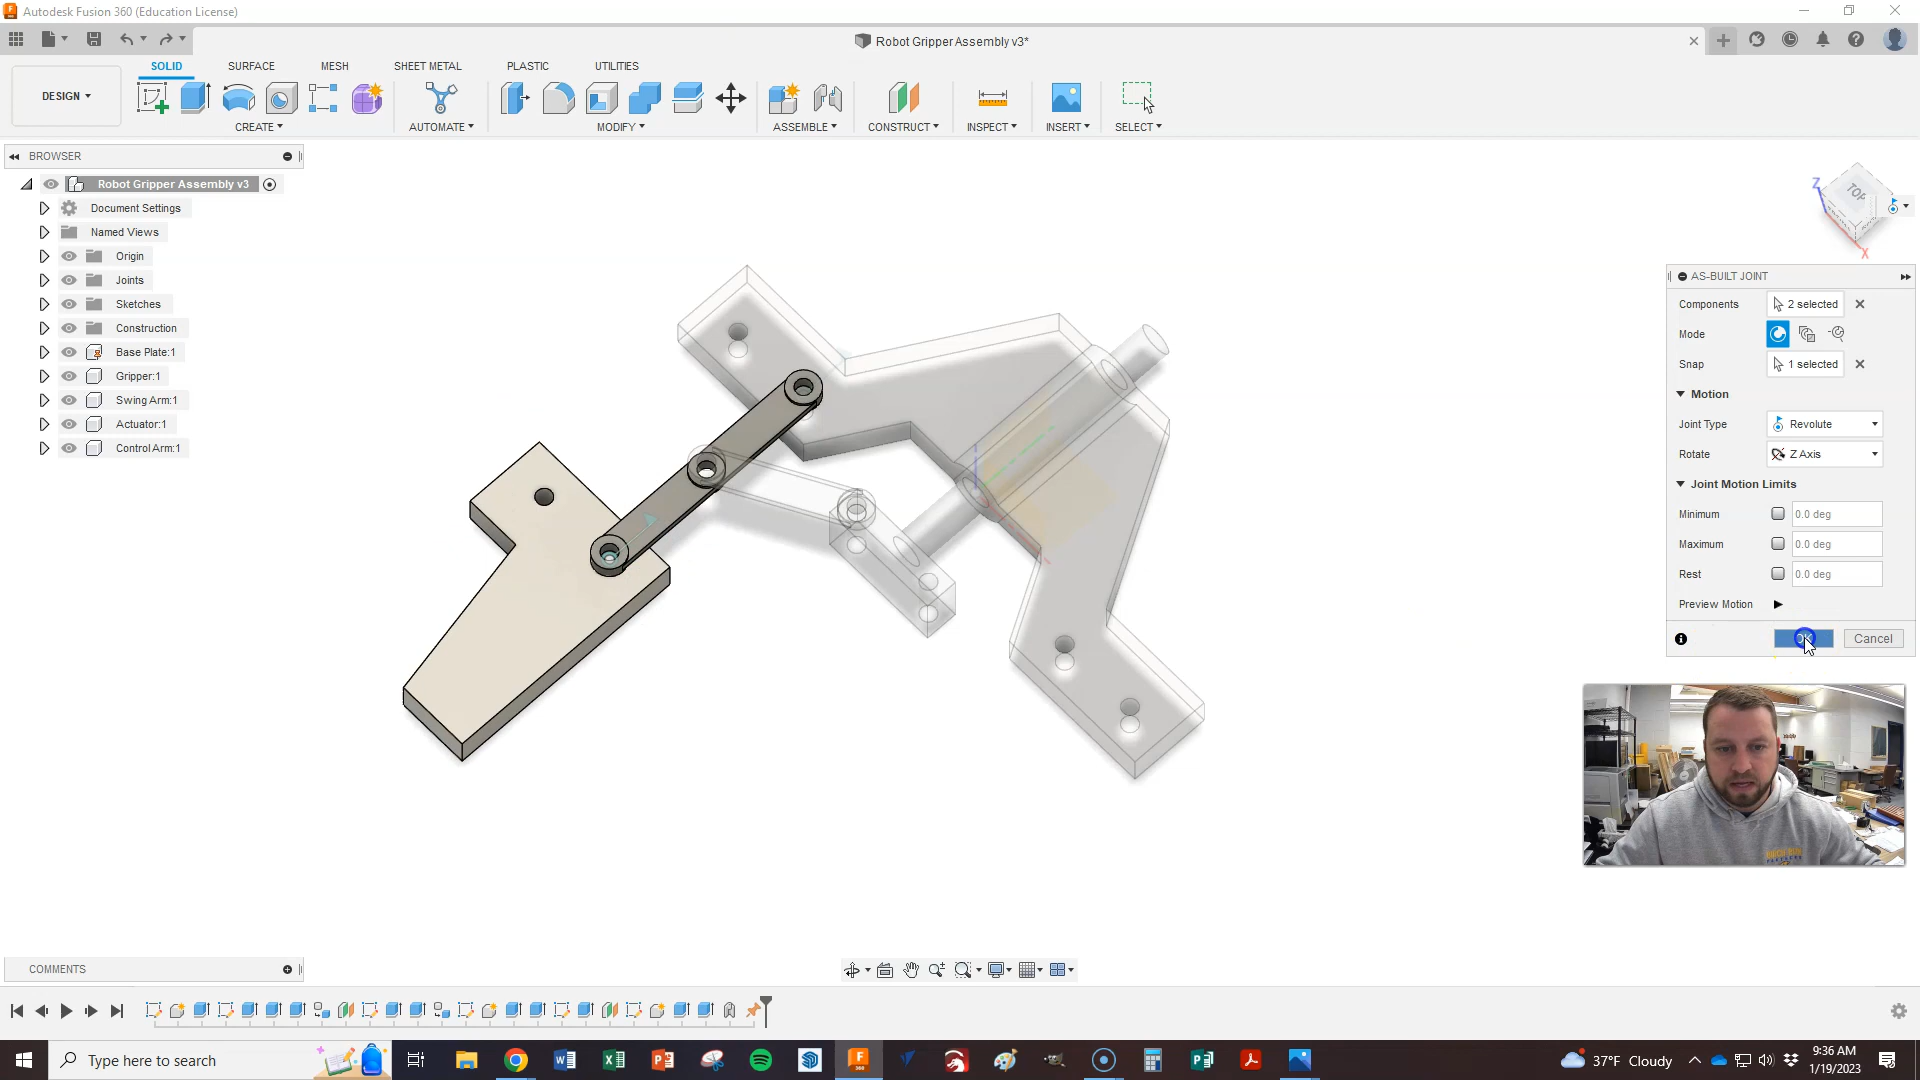 Autodesk Fusion 360 (Education License)
Robot Gripper Assembly v3*
DESIGN
SOLID
SURFACE
MESH
SHEET METAL
PLASTIC
UTILITIES
CREATE
AUTOMATE
MODIFY
ASSEMBLE
CONSTRUCT
INSPECT
INSERT
SELECT
BROWSER
Robot Gripper Assembly v3
Document Settings
Named Views
Origin
Joints
Sketches
Construction
Base Plate:1
Gripper:1
Swing Arm:1
Actuator:1
Control Arm:1
Z
TOP
X
AS-BUILT JOINT
Components 2 selected
Mode
Snap 1 selected
Motion
Joint Type Revolute
Rotate Z Axis
Joint Motion Limits
Minimum 0.0 deg
Maximum 0.0 deg
Rest 0.0 deg
Preview Motion
OK Cancel
COMMENTS
Type here to search
37°F Cloudy
9:36 AM
1/19/2023